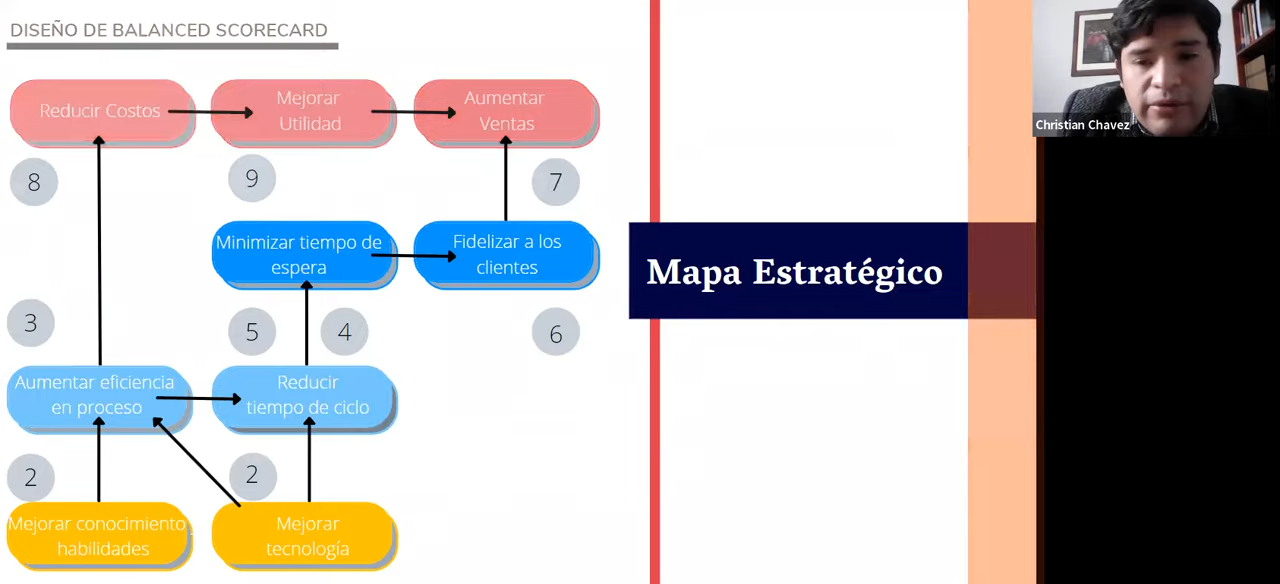 DISEÑO DE BALANCED SCORECARD
Reducir Costos
Mejorar
Utilidad
Aumentar
Ventas
8
9
7
Minimizar tiempo de
espera
Fidelizar a los
clientes
3
5
4
6
Aumentar eficiencia
en proceso
Reducir
tiempo de ciclo
2
2
Mejorar conocimiento
habilidades
Mejorar
tecnología
Mapa Estratégico
Christian Chavez